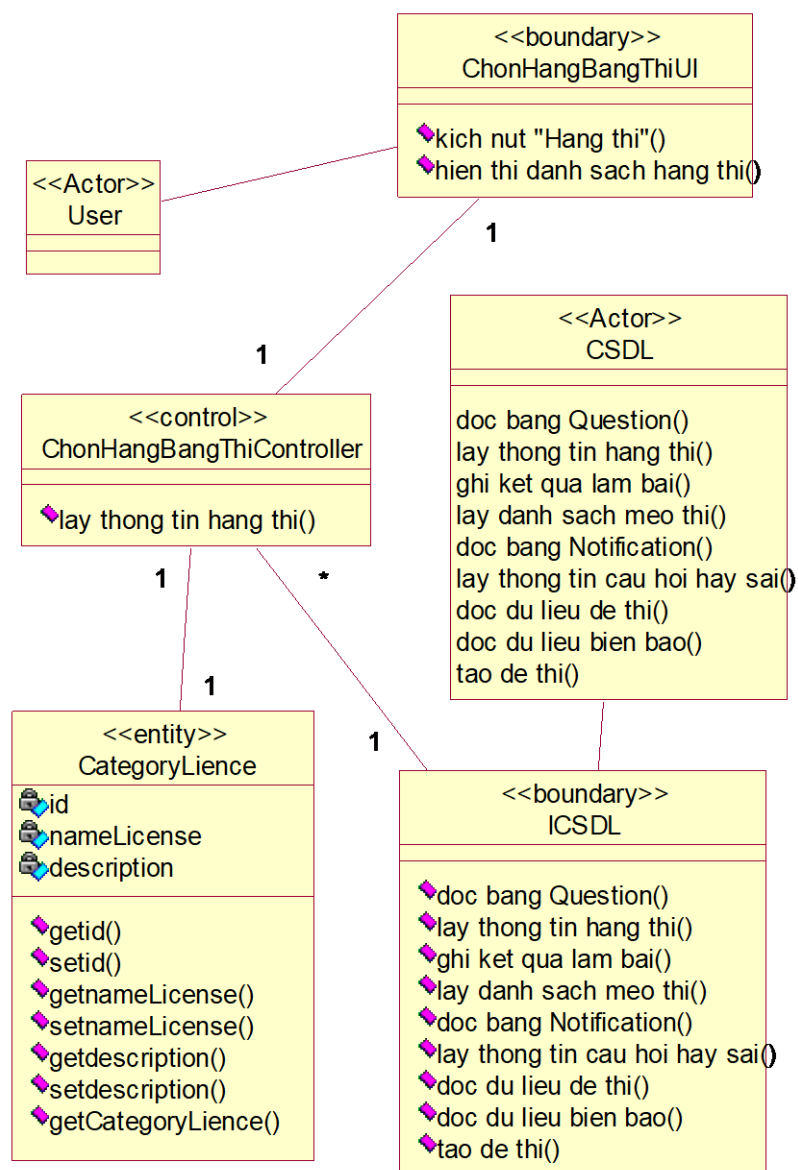 <<boundary>>
ChonHangBangThiUI
kich nut "Hang thi"()
hien thi danh sach hang thi()
<<Actor>>
User
1
1
<<Actor>>
CSDL
doc bang Question()
lay thong tin hang thi()
ghi ket qua lam bai()
lay danh sach meo thi()
doc bang Notification()
lay thong tin cau hoi hay sai()
doc du lieu de thi()
doc du lieu bien bao()
tao de thi()
<<control>>
ChonHangBangThiController
lay thong tin hang thi()
1
*
1
1
<<entity>>
CategoryLience
id
nameLicense
description
getid()
setid()
getnameLicense()
setnameLicense()
getdescription()
setdescription()
getCategoryLience()
<<boundary>>
ICSDL
doc bang Question()
lay thong tin hang thi()
ghi ket qua lam bai()
lay danh sach meo thi()
doc bang Notification()
lay thong tin cau hoi hay sai()
doc du lieu de thi()
doc du lieu bien bao()
tao de thi()